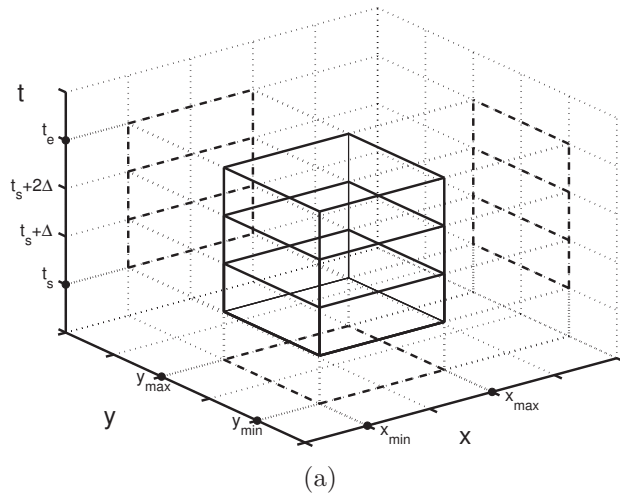 t
t_e
t_s+2Δ
t_s+Δ
t_s
y_max
y_min
y
x_min
x_max
x
(a)